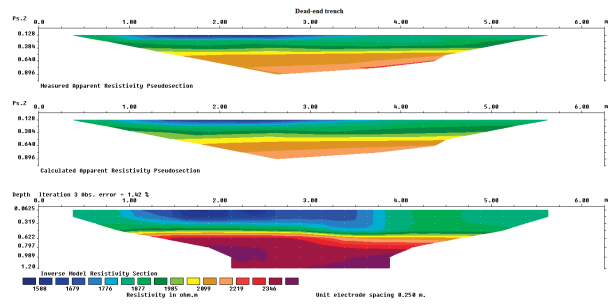 Dead-end trench
Ps.Z 0.0 1.00 2.00 3.00 4.00 5.00 6.00 m
0.128
0.384
0.640
0.896
Measured Apparent Resistivity Pseudosection
Ps.Z 0.0 1.00 2.00 3.00 4.00 5.00 6.00 m
0.128
0.384
0.640
0.896
Calculated Apparent Resistivity Pseudosection
Depth Iteration 3 Abs. error = 1.42 %
0.0 1.00 2.00 3.00 4.00 5.00 6.00 m
0.0625
0.319
0.622
0.797
0.989
1.20
Inverse Model Resistivity Section
1580 1679 1776 1877 1985 2099 2219 2346
Resistivity in ohm.m Unit electrode spacing 0.250 m.